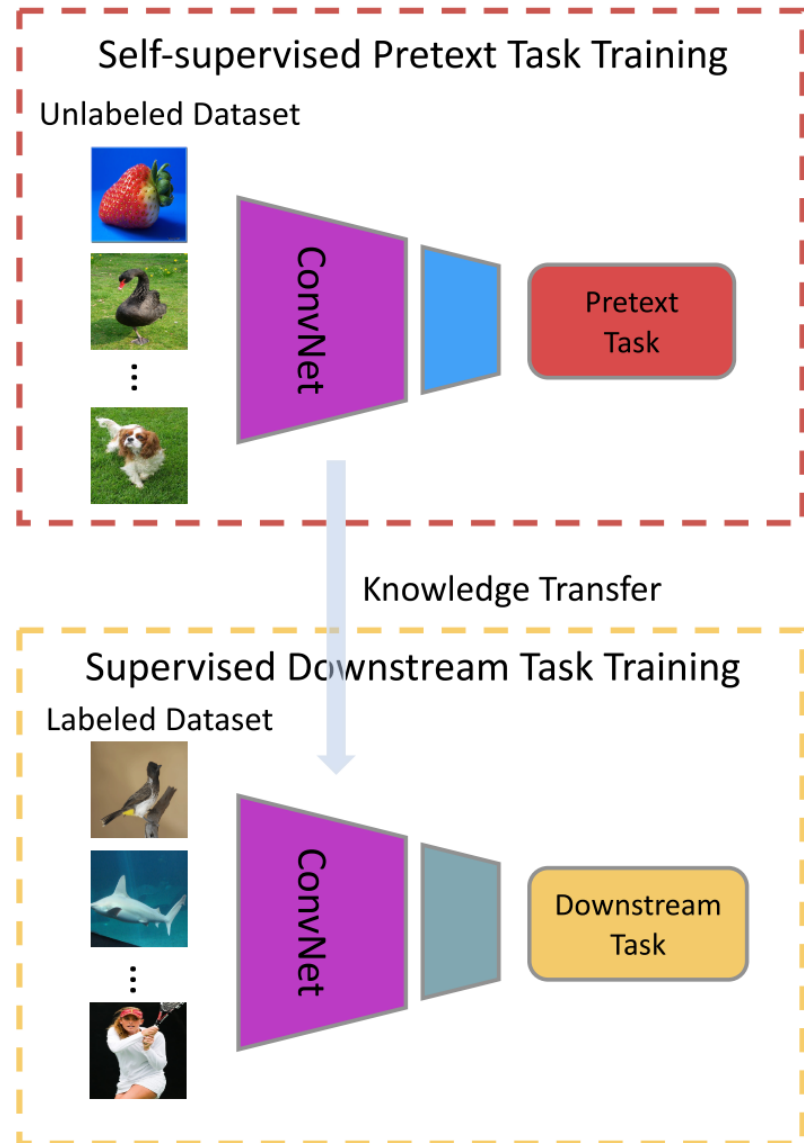 Self-supervised Pretext Task Training
Unlabeled Dataset
...
ConvNet
Pretext
Task
Knowledge Transfer
Supervised Downstream Task Training
Labeled Dataset
...
ConvNet
Downstream
Task